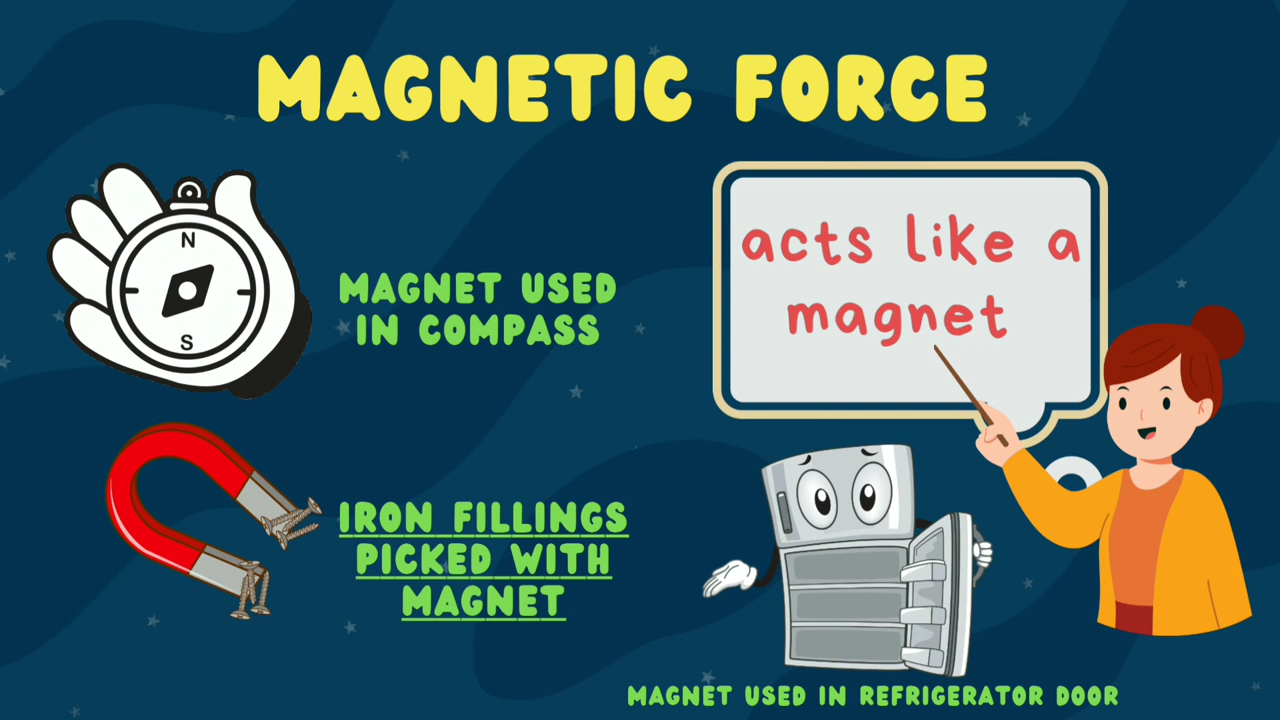 MAGNETIC FORCE
N
S
MAGNET USED
IN COMPASS
acts like a
magnet
IRON FILLINGS
PICKED WITH
MAGNET
MAGNET USED IN REFRIGERATOR DOOR